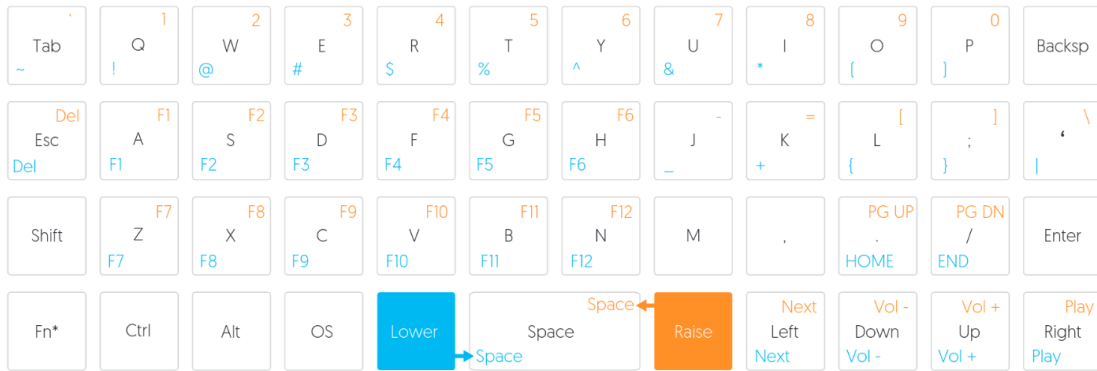 ` 1 2 3 4 5 6 7 8 9 0
Tab Q W E R T Y U I O P Backsp
~ ! @ # $ % ^ & * [ ]
Del F1 F2 F3 F4 F5 F6 - = [ ] \
Esc A S D F G H J K L ; ‘
Del F1 F2 F3 F4 F5 F6 _ + { } |
F7 F8 F9 F10 F11 F12 PG UP PG DN
Shift Z X C V B N M , . / Enter
F7 F8 F9 F10 F11 F12 HOME END
Space Next Vol - Vol + Play
Fn* Ctrl Alt OS Lower Space Raise Left Down Up Right
Space Next Vol - Vol + Play